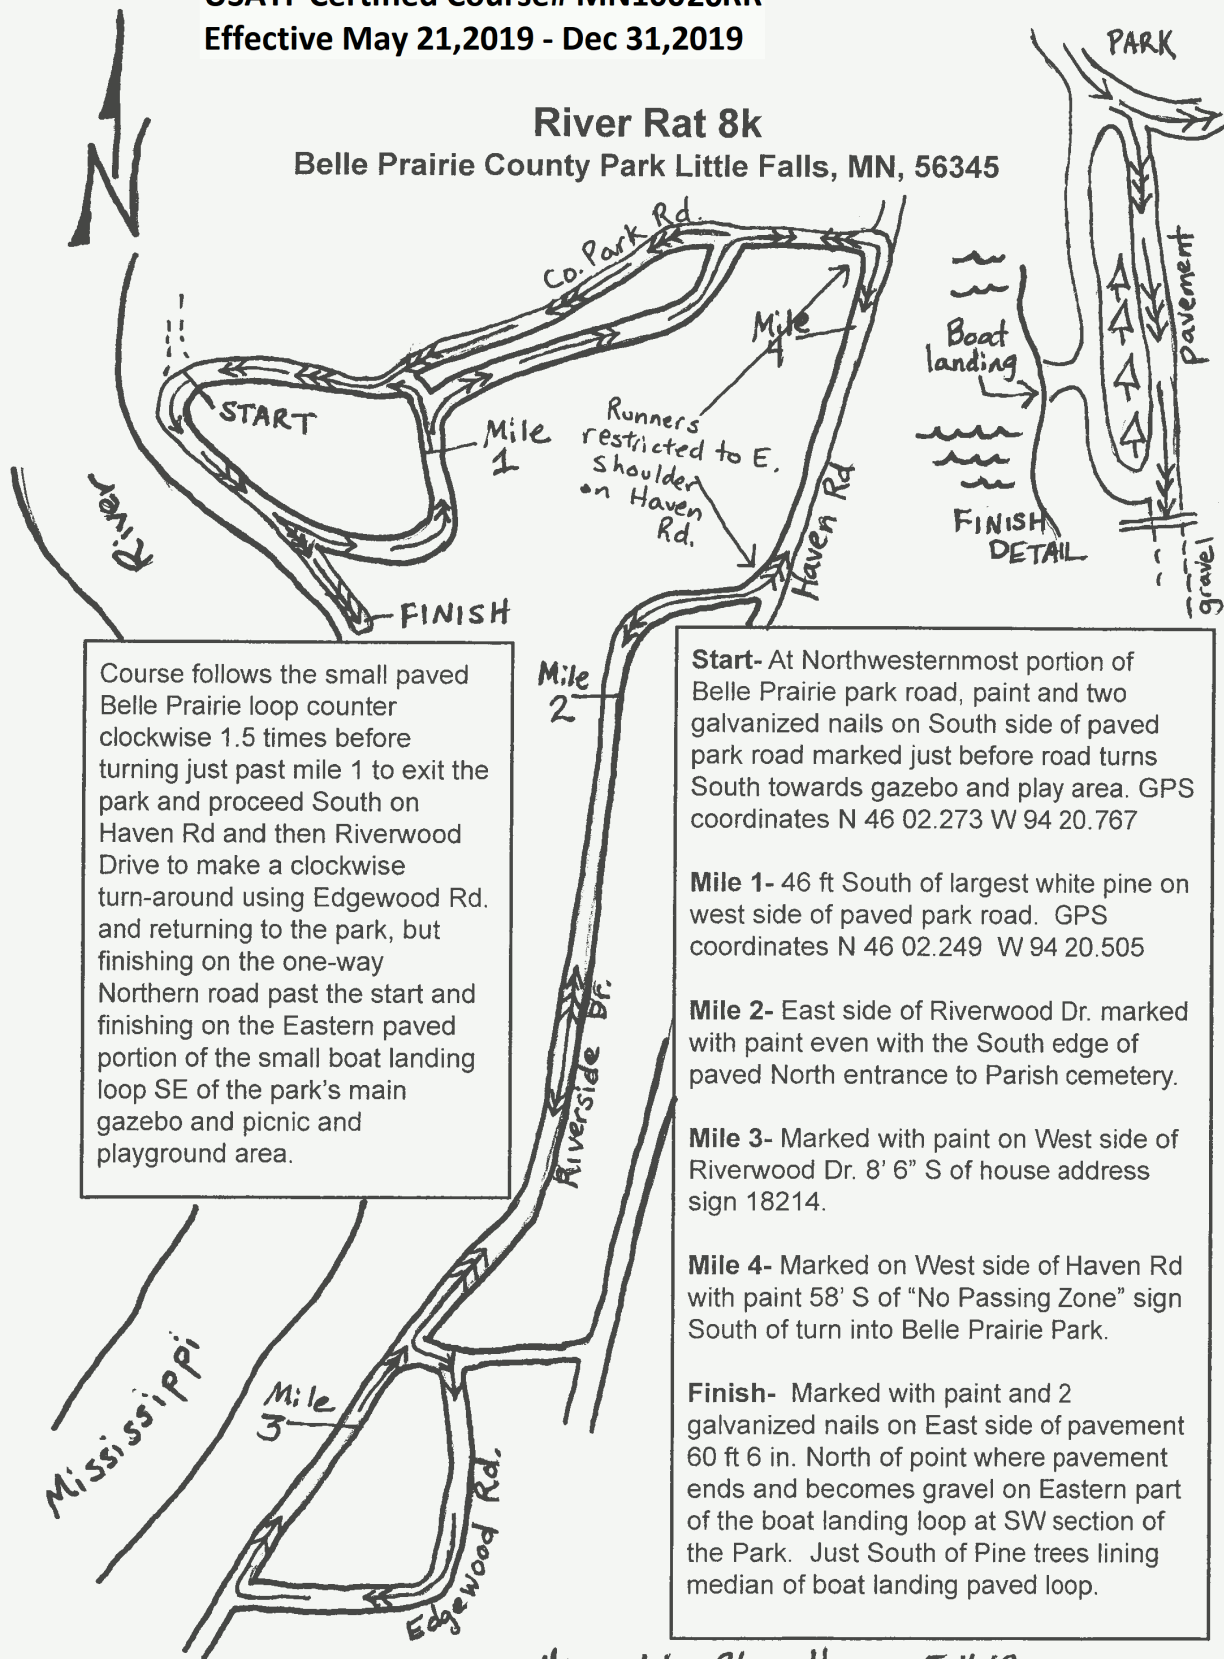 USATF Certified Course# MN16026RR
Effective May 21,2019 - Dec 31,2019
PARK
River Rat 8k
Belle Prairie County Park Little Falls, MN, 56345
Co. Park Rd.
pavement
Mile
4
Boat
landing
START
Runners
restricted to E.
shoulder
on Haven
Rd.
Mile
1
Haven Rd
River
FINISH
DETAIL
gravel
FINISH
Mile
2
Course follows the small paved
Belle Prairie loop counter
clockwise 1.5 times before
turning just past mile 1 to exit the
park and proceed South on
Haven Rd and then Riverwood
Drive to make a clockwise
turn-around using Edgewood Rd.
and returning to the park, but
finishing on the one-way
Northern road past the start and
finishing on the Eastern paved
portion of the small boat landing
loop SE of the park's main
gazebo and picnic and
playground area.
Start- At Northwesternmost portion of
Belle Prairie park road, paint and two
galvanized nails on South side of paved
park road marked just before road turns
South towards gazebo and play area. GPS
coordinates N 46 02.273 W 94 20.767
Mile 1- 46 ft South of largest white pine on
west side of paved park road. GPS
coordinates N 46 02.249 W 94 20.505
Mile 2- East side of Riverwood Dr. marked
with paint even with the South edge of
paved North entrance to Parish cemetery.
Mile 3- Marked with paint on West side of
Riverwood Dr. 8' 6" S of house address
sign 18214.
Mile 4- Marked on West side of Haven Rd
with paint 58' S of "No Passing Zone" sign
South of turn into Belle Prairie Park.
Finish- Marked with paint and 2
galvanized nails on East side of pavement
60 ft 6 in. North of point where pavement
ends and becomes gravel on Eastern part
of the boat landing loop at SW section of
the Park. Just South of Pine trees lining
median of boat landing paved loop.
Riverside Dr.
Mississippi
Mile
3
Edgewood Rd.